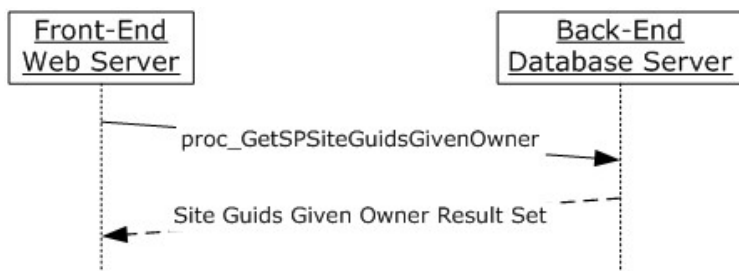 Front-End
Web Server
Back-End
Database Server
proc_GetSPSiteGuidsGivenOwner
Site Guids Given Owner Result Set